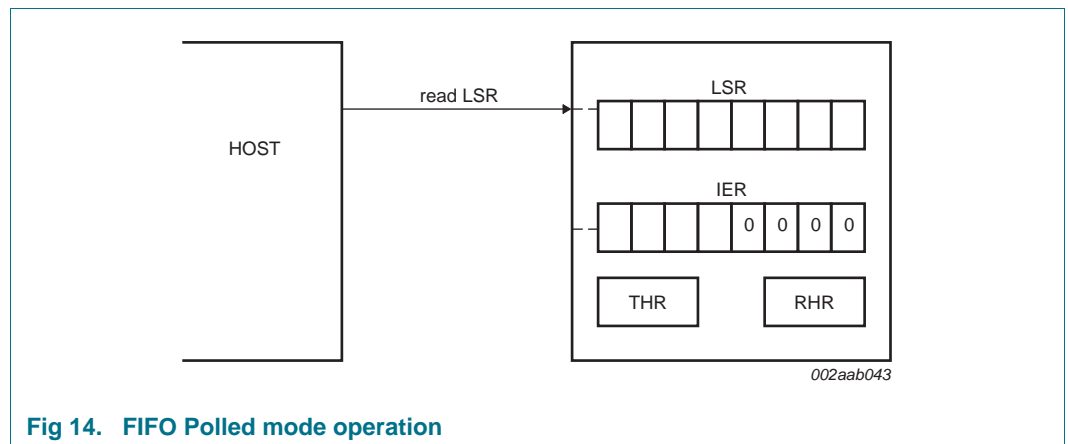 read LSR
LSR
HOST
IER
0 0 0 0
THR RHR
002aab043
Fig 14. FIFO Polled mode operation